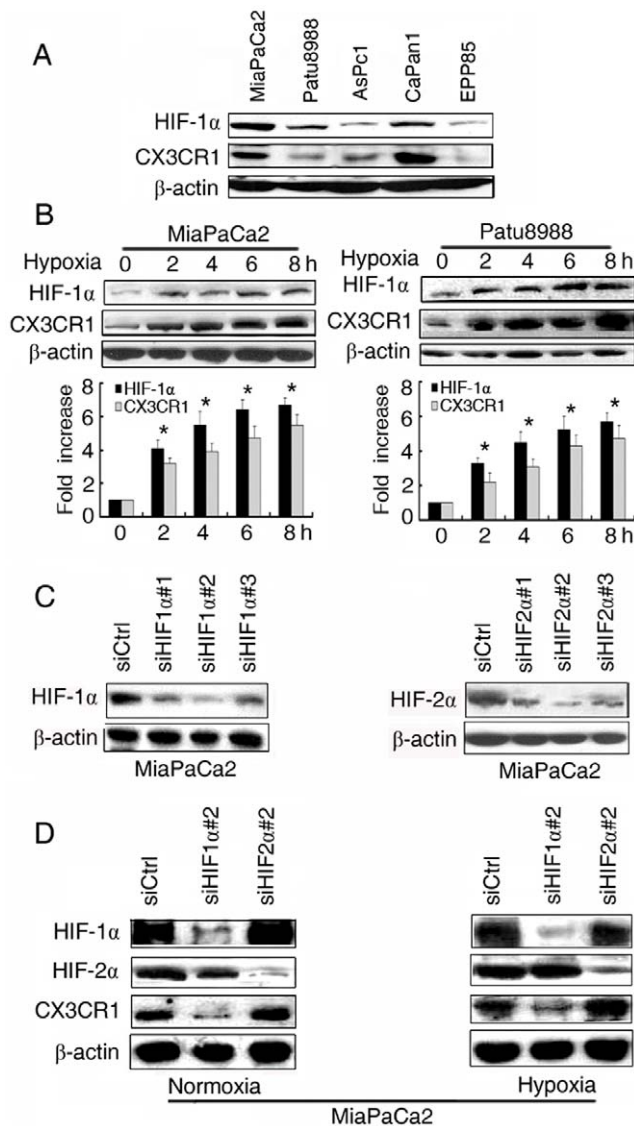 A
MiaPaCa2 Patu8988 AsPc1 CaPan1 EPP85
HIF-1α
CX3CR1
β-actin
B
MiaPaCa2
Hypoxia 0 2 4 6 8 h
HIF-1α
CX3CR1
β-actin
Patu8988
Hypoxia 0 2 4 6 8 h
HIF-1α
CX3CR1
β-actin
Fold increase
8
6
4
2
0
HIF-1α
CX3CR1
* * * *
0 2 4 6 8 h
Fold increase
8
6
4
2
0
HIF-1α
CX3CR1
* * * *
0 2 4 6 8 h
C
siCtrl siHIF1α#1 siHIF1α#2 siHIF1α#3
HIF-1α
β-actin
MiaPaCa2
siCtrl siHIF2α#1 siHIF2α#2 siHIF2α#3
HIF-2α
β-actin
MiaPaCa2
D
siCtrl siHIF1α#2 siHIF2α#2
siCtrl siHIF1α#2 siHIF2α#2
HIF-1α
HIF-2α
CX3CR1
β-actin
Normoxia Hypoxia
MiaPaCa2